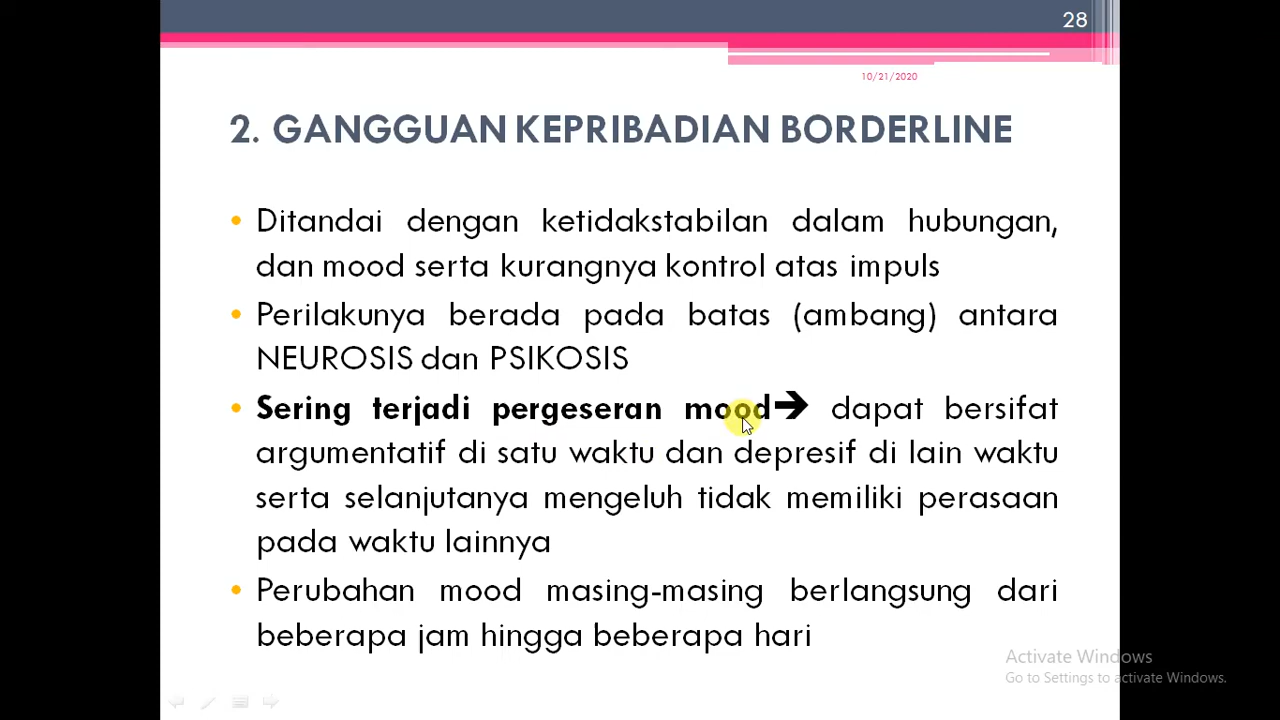 28
10/21/2020
2. GANGGUAN KEPRIBADIAN BORDERLINE
• Ditandai dengan ketidakstabilan dalam hubungan,
dan mood serta kurangnya kontrol atas impuls
• Perilakunya berada pada batas (ambang) antara
NEUROSIS dan PSIKOSIS
• Sering terjadi pergeseran mood➔ dapat bersifat
argumentatif di satu waktu dan depresif di lain waktu
serta selanjutanya mengeluh tidak memiliki perasaan
pada waktu lainnya
• Perubahan mood masing-masing berlangsung dari
beberapa jam hingga beberapa hari
Activate Windows
Go to Settings to activate Windows.